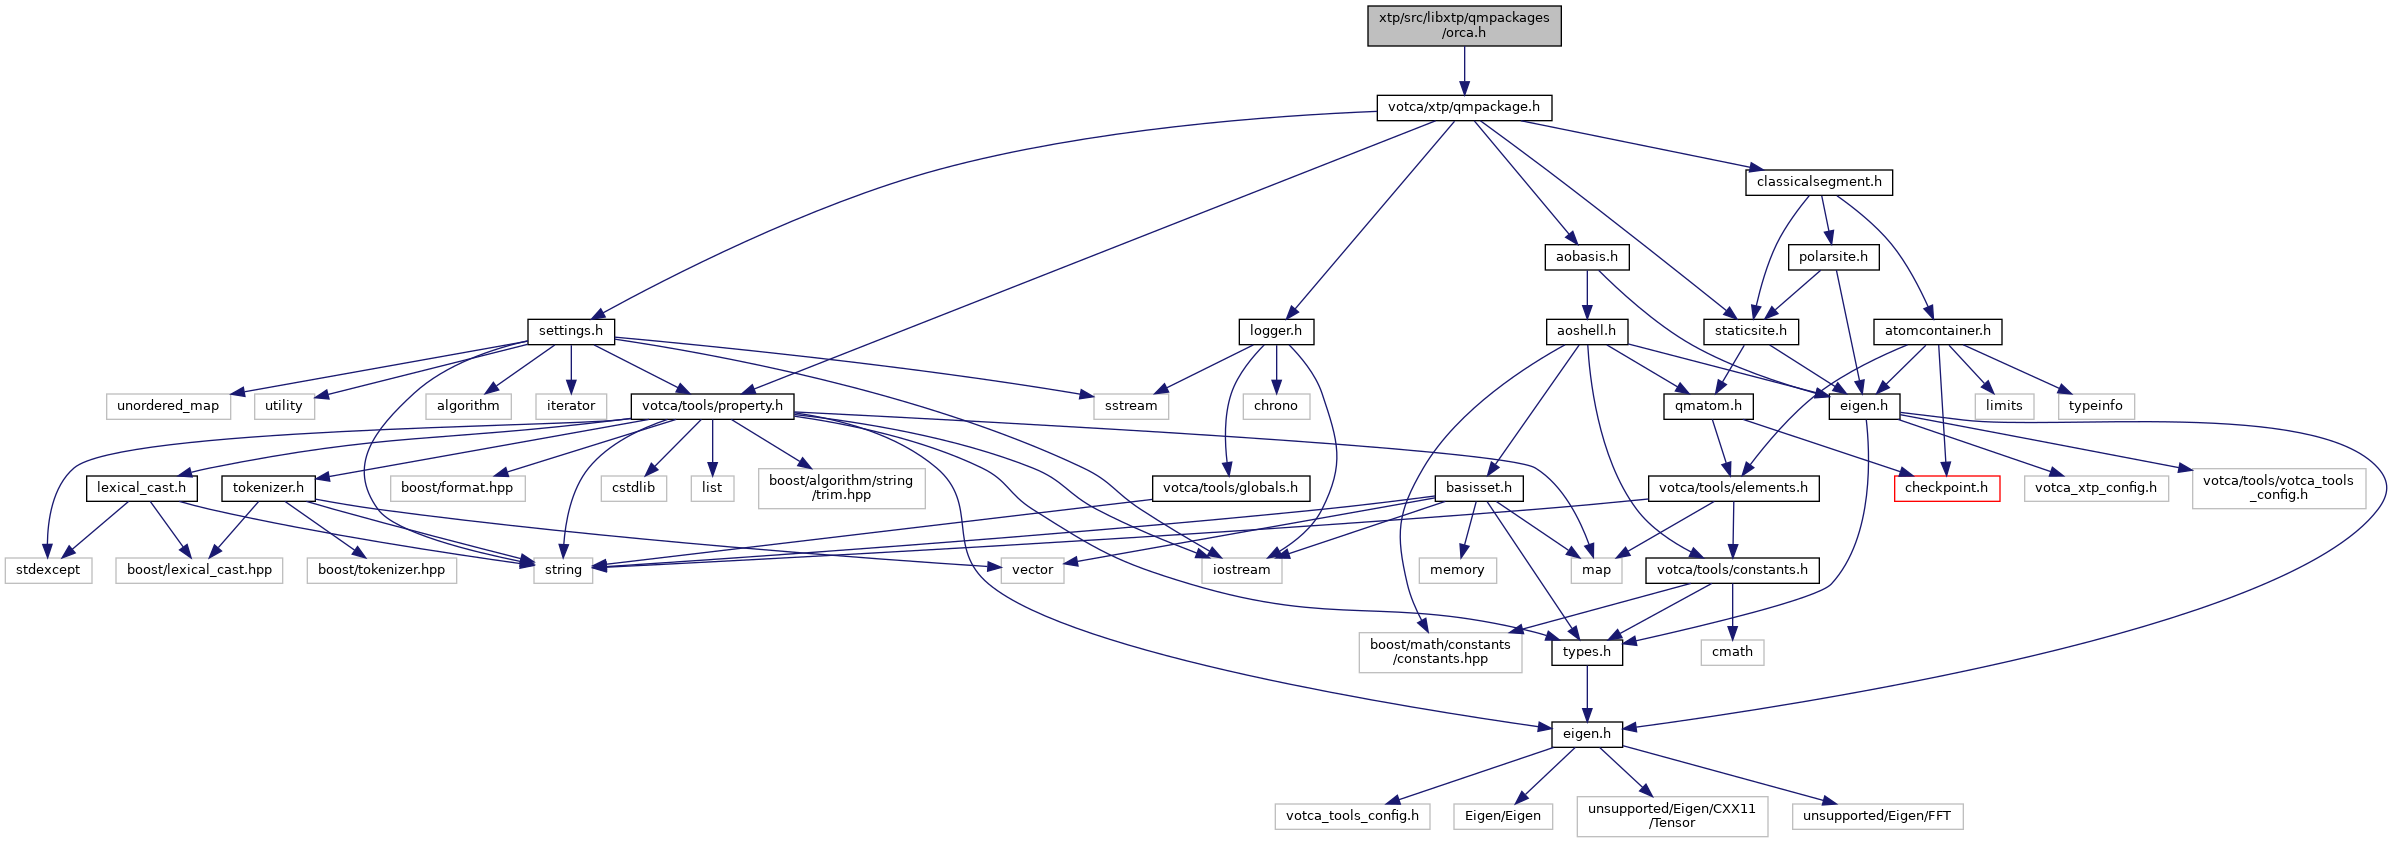 xtp/src/libxtp/qmpackages
/orca.h
votca/xtp/qmpackage.h
classicalsegment.h
aobasis.h
polarsite.h
settings.h
logger.h
aoshell.h
staticsite.h
atomcontainer.h
unordered_map
utility
algorithm
iterator
votca/tools/property.h
sstream
chrono
qmatom.h
eigen.h
limits
typeinfo
lexical_cast.h
tokenizer.h
boost/format.hpp
cstdlib
list
boost/algorithm/string
/trim.hpp
votca/tools/globals.h
basisset.h
votca/tools/elements.h
checkpoint.h
votca_xtp_config.h
votca/tools/votca_tools
_config.h
stdexcept
boost/lexical_cast.hpp
boost/tokenizer.hpp
string
vector
iostream
memory
map
votca/tools/constants.h
boost/math/constants
/constants.hpp
types.h
cmath
eigen.h
votca_tools_config.h
Eigen/Eigen
unsupported/Eigen/CXX11
/Tensor
unsupported/Eigen/FFT